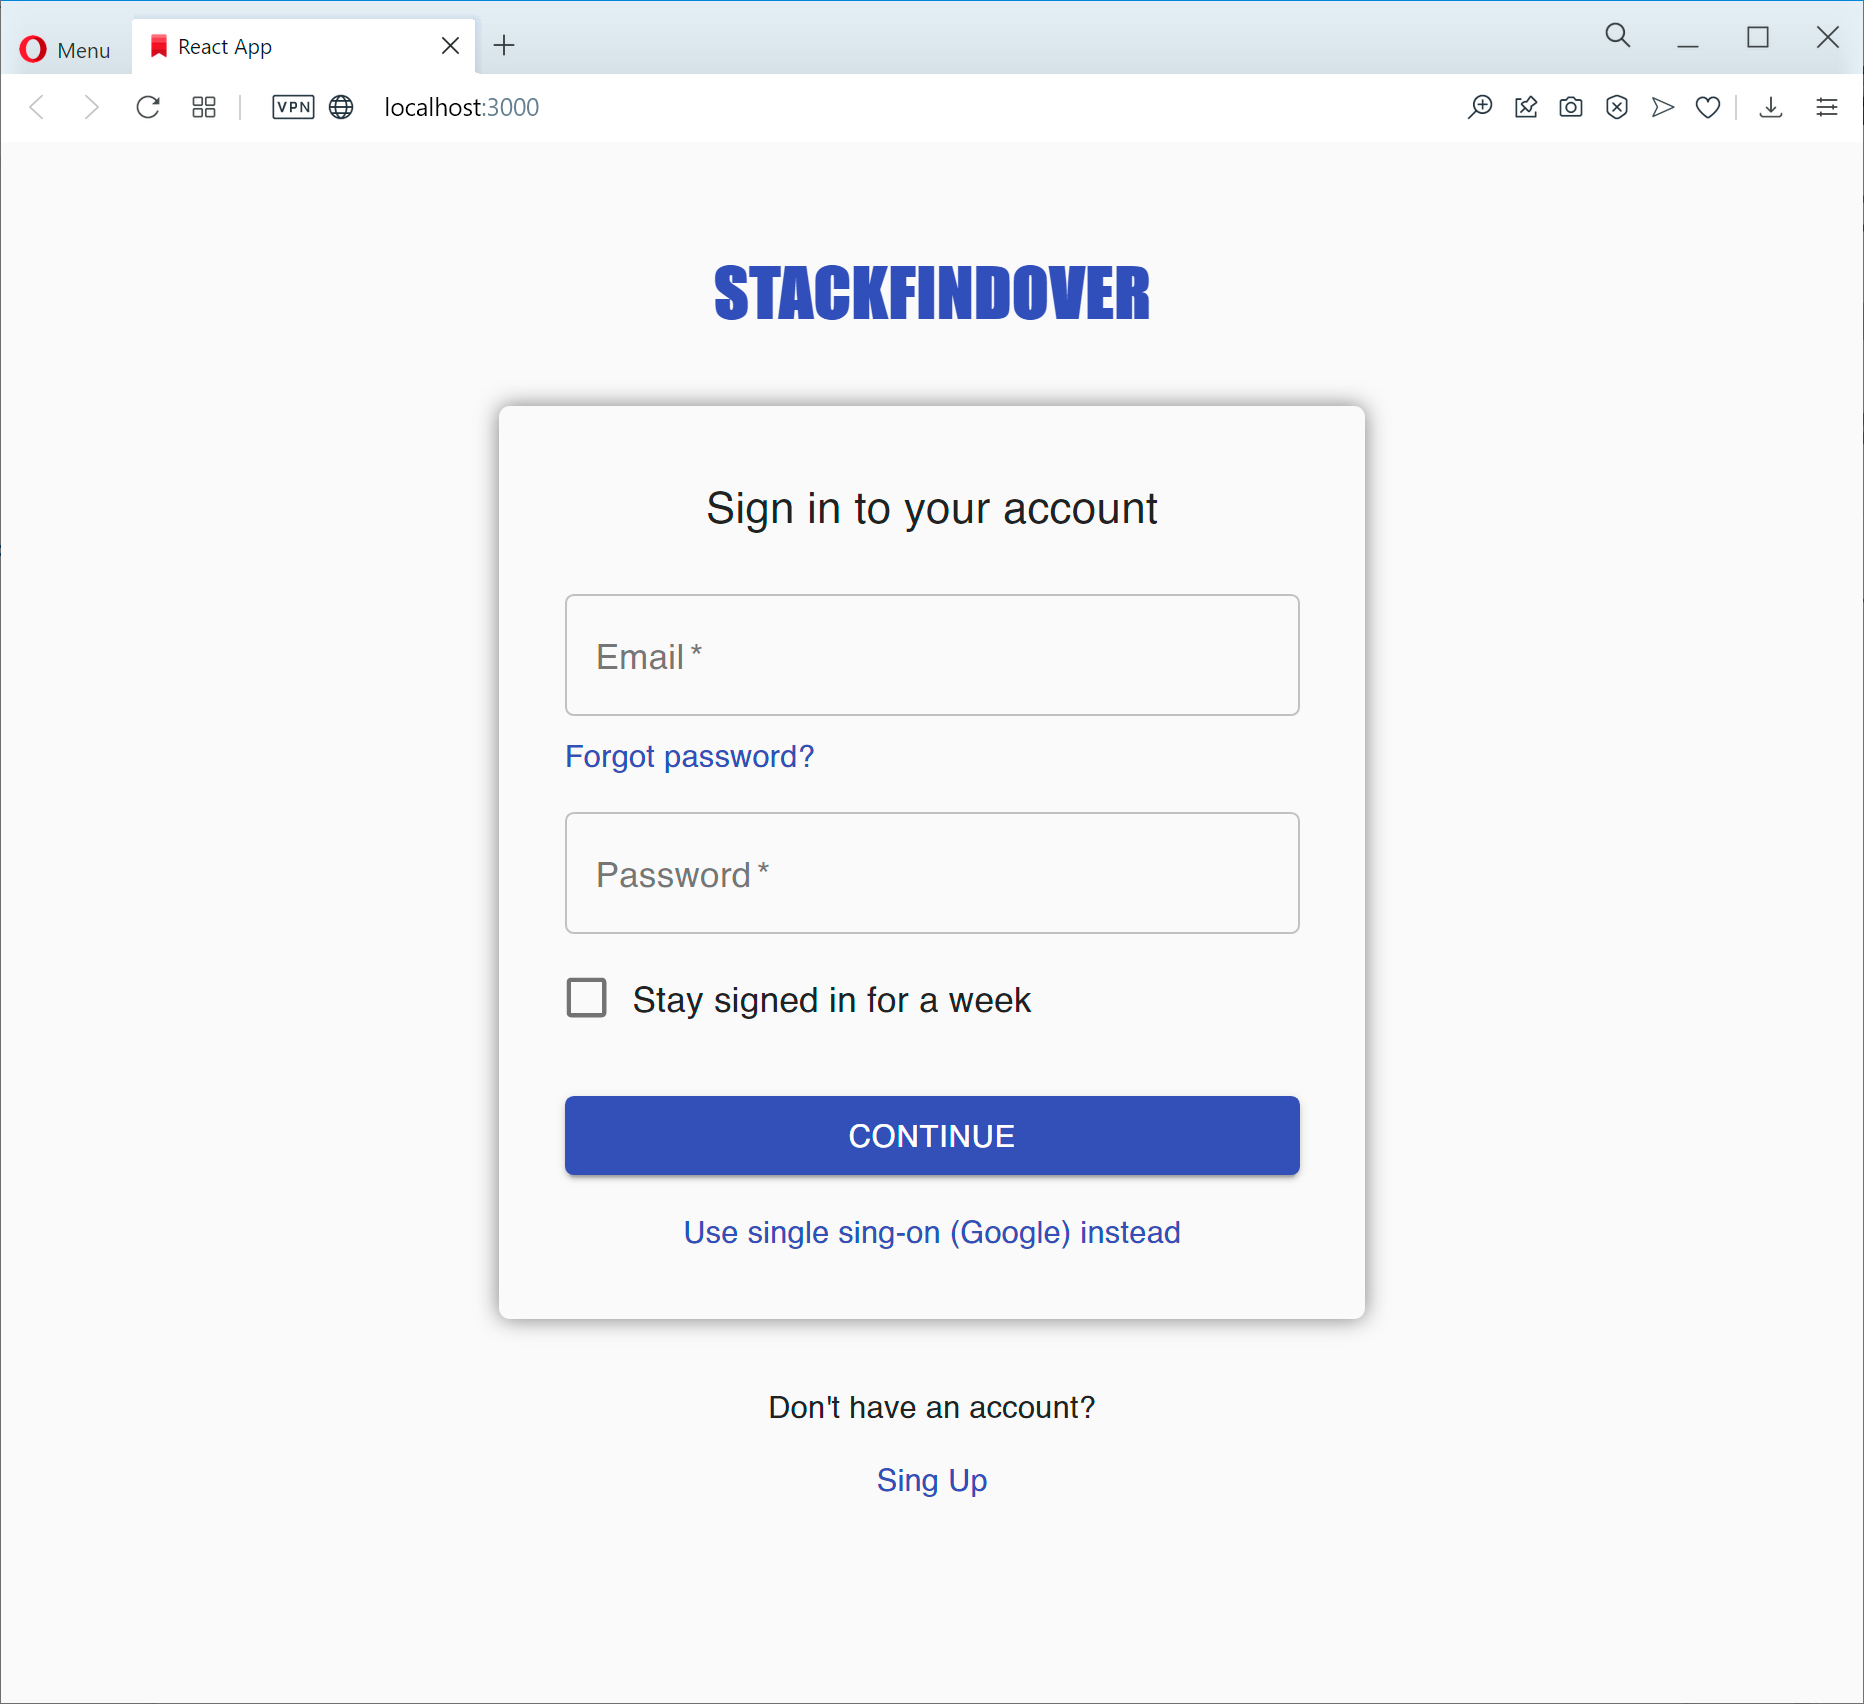 Menu
React App
VPN
localhost:3000
STACKFINDOVER
Sign in to your account
Email *
Forgot password?
Password *
Stay signed in for a week
CONTINUE
Use single sing-on (Google) instead
Don't have an account?
Sing Up